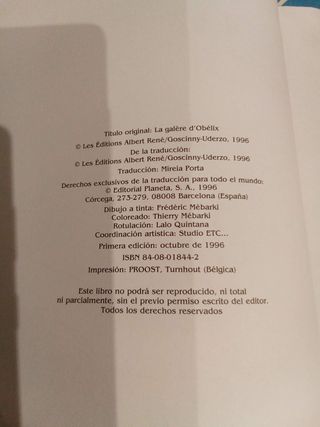 Título original: La galère d'Obélix
© Les Éditions Albert René/Goscinny-Uderzo, 1996
De la traducción:
© Les Éditions Albert René/Goscinny-Uderzo, 1996
Traducción: Mireia Porta
Derechos exclusivos de la traducción para todo el mundo:
© Editorial Planeta, S. A., 1996
Córcega, 273-279, 08008 Barcelona (España)
Dibujo a tinta: Frédéric Mébarki
Coloreado: Thierry Mébarki
Rotulación: Lalo Quintana
Coordinación artística: Studio ETC...
Primera edición: octubre de 1996
ISBN 84-08-01844-2
Impresión: PROOST, Turnhout (Bélgica)
Este libro no podrá ser reproducido, ni total
ni parcialmente, sin el previo permiso escrito del editor.
Todos los derechos reservados